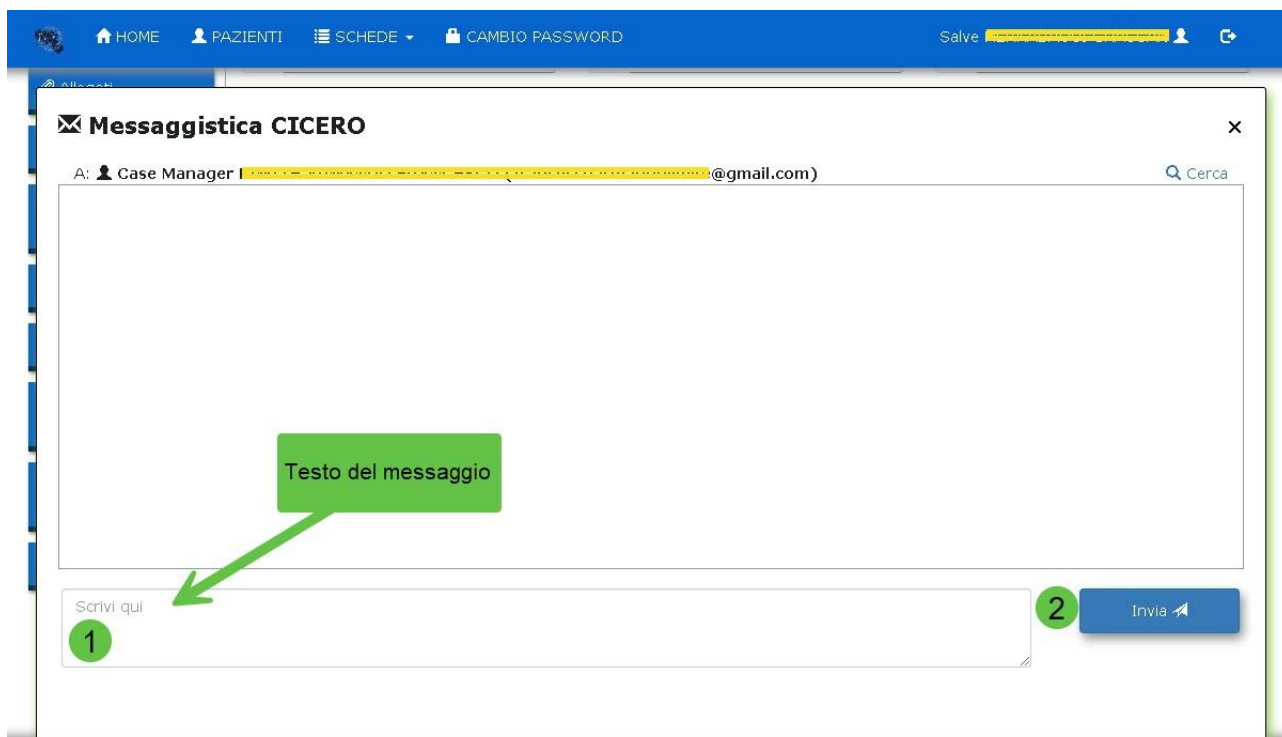 HOME PAZIENTI SCHEDE CAMBIO PASSWORD Salve
Allegati
Messaggistica CICERO ×
A: Case Manager @gmail.com) Cerca
Testo del messaggio
Scrivi qui
1
2 Invia